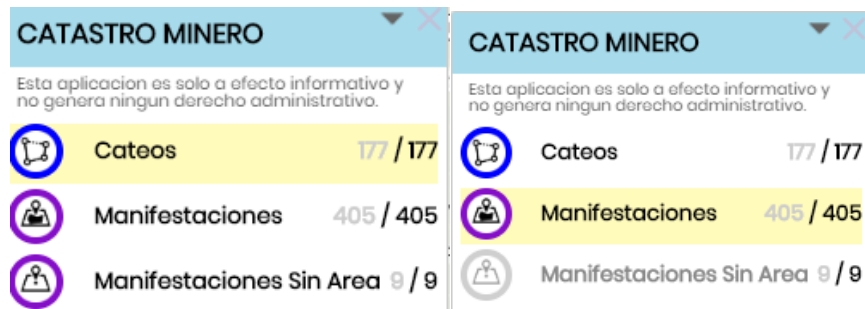 CATASTRO MINERO
Esta aplicacion es solo a efecto informativo y
no genera ningun derecho administrativo.
Cateos 177 / 177
Manifestaciones 405 / 405
Manifestaciones Sin Area 9 / 9
CATASTRO MINERO
Esta aplicacion es solo a efecto informativo y
no genera ningun derecho administrativo.
Cateos 177 / 177
Manifestaciones 405 / 405
Manifestaciones Sin Area 9 / 9